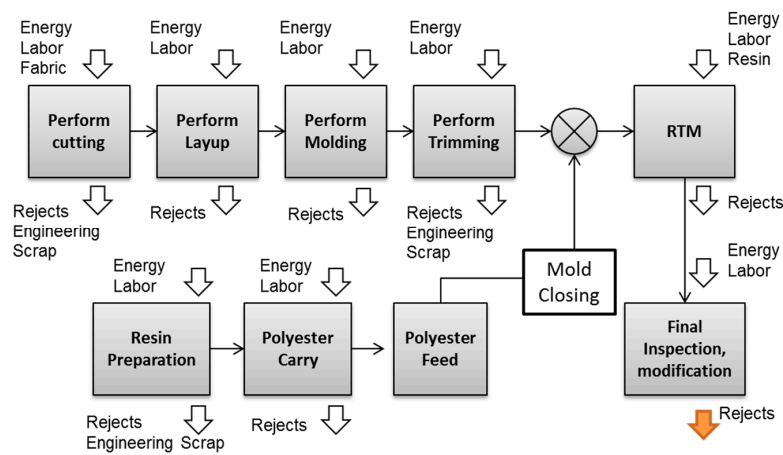 Energy
Labor
Fabric
Energy
Labor
Energy
Labor
Energy
Labor
Energy
Labor
Resin
Perform
cutting
Perform
Layup
Perform
Molding
Perform
Trimming
RTM
Rejects
Engineering
Scrap
Rejects
Rejects
Rejects
Engineering
Scrap
Rejects
Energy
Labor
Energy
Labor
Mold
Closing
Energy
Labor
Resin
Preparation
Polyester
Carry
Polyester
Feed
Final
Inspection,
modification
Rejects
Engineering Scrap
Rejects
Rejects